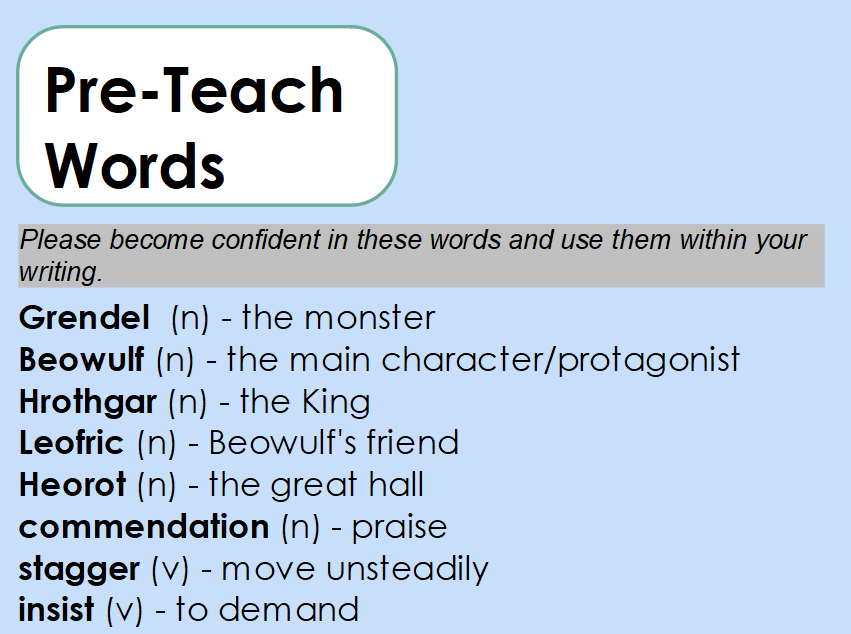 Pre-Teach
Words
Please become confident in these words and use them within your
writing.
Grendel (n) - the monster
Beowulf (n) - the main character/protagonist
Hrothgar (n) - the King
Leofric (n) - Beowulf's friend
Heorot (n) - the great hall
commendation (n) - praise
stagger (v) - move unsteadily
insist (v) - to demand